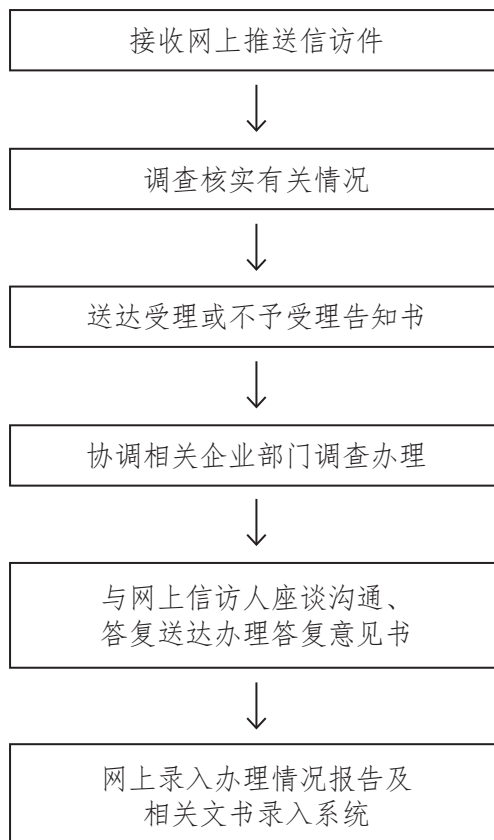 接收网上推送信访件
调查核实有关情况
送达受理或不予受理告知书
协调相关企业部门调查办理
与网上信访人座谈沟通、
答复送达办理答复意见书
网上录入办理情况报告及
相关文书录入系统